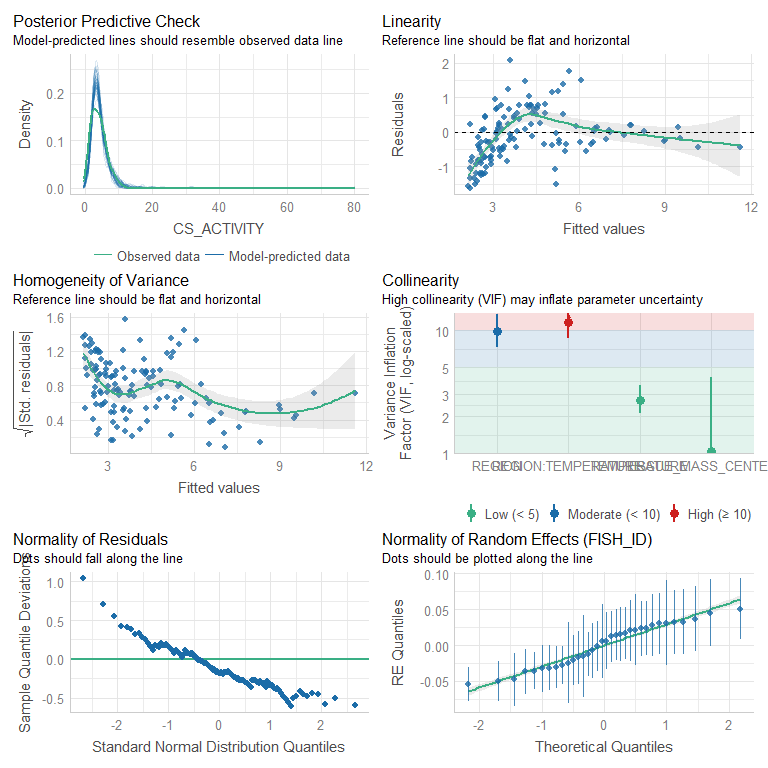 Posterior Predictive Check
Model-predicted lines should resemble observed data line
Density
0.2
0.1
0.0
0 20 40 60 80
CS_ACTIVITY
Observed data Model-predicted data
Linearity
Reference line should be flat and horizontal
Residuals
2
1
0
-1
3 6 9 12
Fitted values
Homogeneity of Variance
Reference line should be flat and horizontal
√|Std. residuals|
1.6
1.2
0.8
0.4
3 6 9 12
Fitted values
Collinearity
High collinearity (VIF) may inflate parameter uncertainty
Variance Inflation
Factor (VIF, log-scaled)
10
5
3
2
1
Low (< 5) Moderate (< 10) High (≥ 10)
Normality of Residuals
Dots should fall along the line
Sample Quantile Deviations
1.0
0.5
0.0
-0.5
-2 -1 0 1 2
Standard Normal Distribution Quantiles
Normality of Random Effects (FISH_ID)
Dots should be plotted along the line
RE Quantiles
0.10
0.05
0.00
-0.05
-2 -1 0 1 2
Theoretical Quantiles